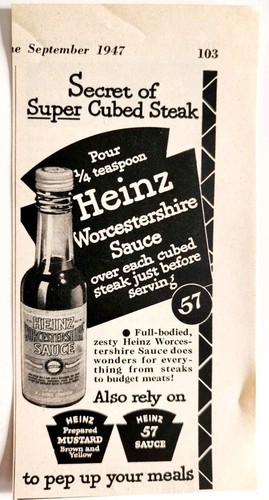 e September 1947 103
Secret of
Super Cubed Steak
Pour
1/4 teaspoon
Heinz
Worcestershire
Sauce
over each cubed
steak just before
serving
57
HEINZ
WORCESTERSHIRE
SAUCE
● Full-bodied,
zesty Heinz Worces-
tershire Sauce does
wonders for every-
thing from steaks
to budget meats!
Also rely on
HEINZ
Prepared
MUSTARD
Brown and
Yellow
HEINZ
57
SAUCE
to pep up your meals